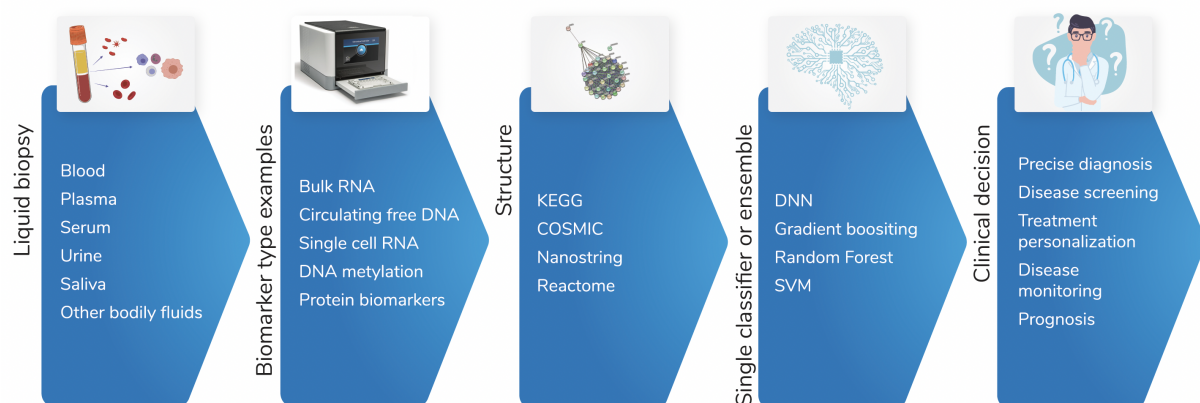 Liquid biopsy
Blood
Plasma
Serum
Urine
Saliva
Other bodily fluids
Biomarker type examples
Bulk RNA
Circulating free DNA
Single cell RNA
DNA metylation
Protein biomarkers
Structure
KEGG
COSMIC
Nanostring
Reactome
Single classifier or ensemble
DNN
Gradient boositing
Random Forest
SVM
Clinical decision
Precise diagnosis
Disease screening
Treatment
personalization
Disease
monitoring
Prognosis